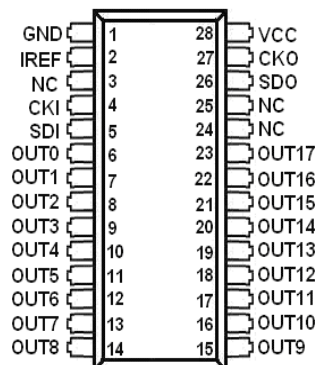 GND 1 28 VCC
IREF 2 27 CKO
NC 3 26 SDO
CKI 4 25 NC
SDI 5 24 NC
OUT0 6 23 OUT17
OUT1 7 22 OUT16
OUT2 8 21 OUT15
OUT3 9 20 OUT14
OUT4 10 19 OUT13
OUT5 11 18 OUT12
OUT6 12 17 OUT11
OUT7 13 16 OUT10
OUT8 14 15 OUT9